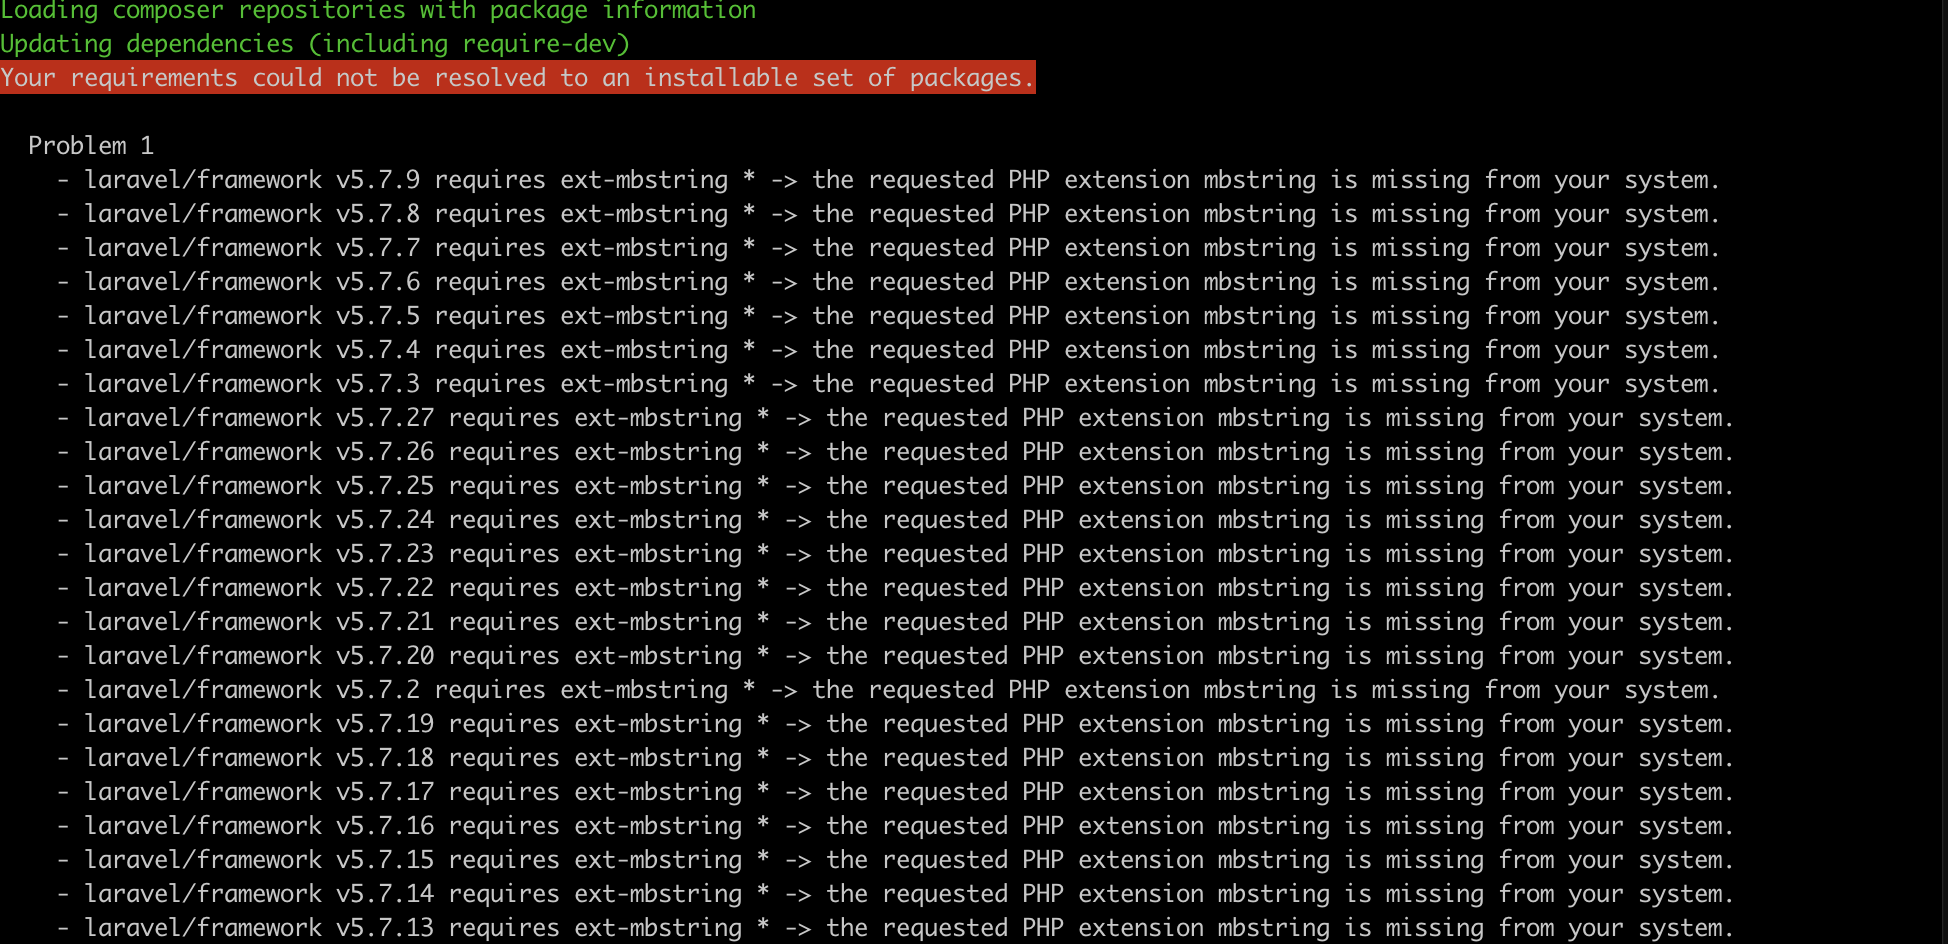 Loading composer repositories with package information
Updating dependencies (including require-dev)
Your requirements could not be resolved to an installable set of packages.
Problem 1
- laravel/framework v5.7.9 requires ext-mbstring * -> the requested PHP extension mbstring is missing from your system.
- laravel/framework v5.7.8 requires ext-mbstring * -> the requested PHP extension mbstring is missing from your system.
- laravel/framework v5.7.7 requires ext-mbstring * -> the requested PHP extension mbstring is missing from your system.
- laravel/framework v5.7.6 requires ext-mbstring * -> the requested PHP extension mbstring is missing from your system.
- laravel/framework v5.7.5 requires ext-mbstring * -> the requested PHP extension mbstring is missing from your system.
- laravel/framework v5.7.4 requires ext-mbstring * -> the requested PHP extension mbstring is missing from your system.
- laravel/framework v5.7.3 requires ext-mbstring * -> the requested PHP extension mbstring is missing from your system.
- laravel/framework v5.7.27 requires ext-mbstring * -> the requested PHP extension mbstring is missing from your system.
- laravel/framework v5.7.26 requires ext-mbstring * -> the requested PHP extension mbstring is missing from your system.
- laravel/framework v5.7.25 requires ext-mbstring * -> the requested PHP extension mbstring is missing from your system.
- laravel/framework v5.7.24 requires ext-mbstring * -> the requested PHP extension mbstring is missing from your system.
- laravel/framework v5.7.23 requires ext-mbstring * -> the requested PHP extension mbstring is missing from your system.
- laravel/framework v5.7.22 requires ext-mbstring * -> the requested PHP extension mbstring is missing from your system.
- laravel/framework v5.7.21 requires ext-mbstring * -> the requested PHP extension mbstring is missing from your system.
- laravel/framework v5.7.20 requires ext-mbstring * -> the requested PHP extension mbstring is missing from your system.
- laravel/framework v5.7.2 requires ext-mbstring * -> the requested PHP extension mbstring is missing from your system.
- laravel/framework v5.7.19 requires ext-mbstring * -> the requested PHP extension mbstring is missing from your system.
- laravel/framework v5.7.18 requires ext-mbstring * -> the requested PHP extension mbstring is missing from your system.
- laravel/framework v5.7.17 requires ext-mbstring * -> the requested PHP extension mbstring is missing from your system.
- laravel/framework v5.7.16 requires ext-mbstring * -> the requested PHP extension mbstring is missing from your system.
- laravel/framework v5.7.15 requires ext-mbstring * -> the requested PHP extension mbstring is missing from your system.
- laravel/framework v5.7.14 requires ext-mbstring * -> the requested PHP extension mbstring is missing from your system.
- laravel/framework v5.7.13 requires ext-mbstring * -> the requested PHP extension mbstring is missing from your system.